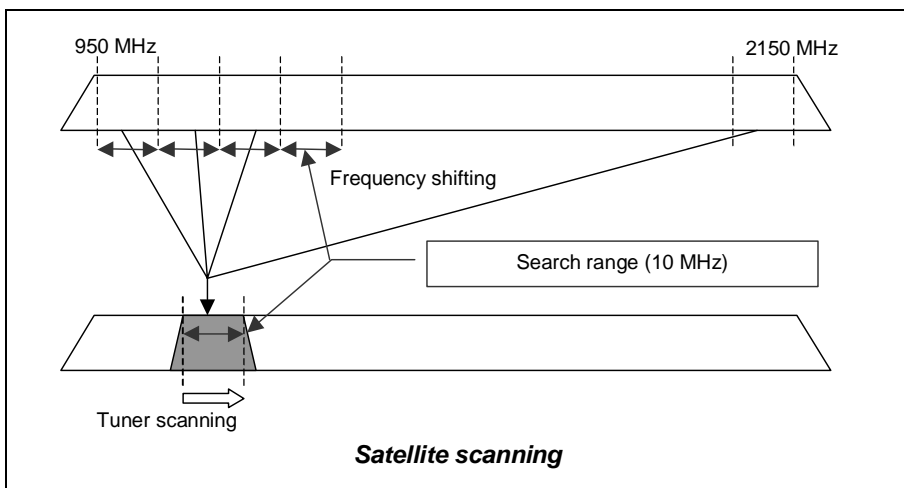 950 MHz
2150 MHz
Frequency shifting
Search range (10 MHz)
Tuner scanning
Satellite scanning